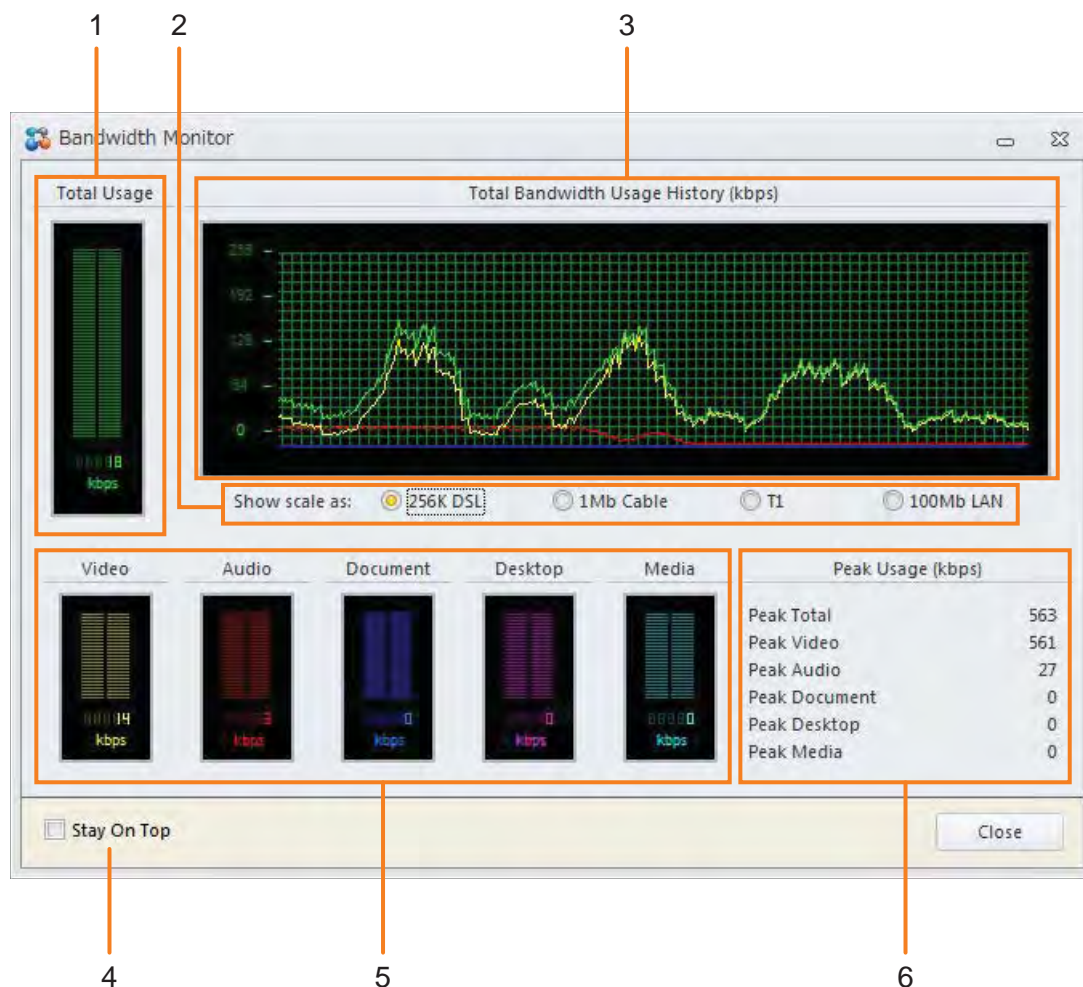 1 2 3
Bandwidth Monitor
Total Usage
Total Bandwidth Usage History (kbps)
256
192
128
64
0
18
kbps
Show scale as: 256K DSL 1Mb Cable T1 100Mb LAN
Video Audio Document Desktop Media
14 3 0 0 0
kbps kbps kbps kbps kbps
Peak Usage (kbps)
Peak Total 563
Peak Video 561
Peak Audio 27
Peak Document 0
Peak Desktop 0
Peak Media 0
Stay On Top
Close
4 5 6